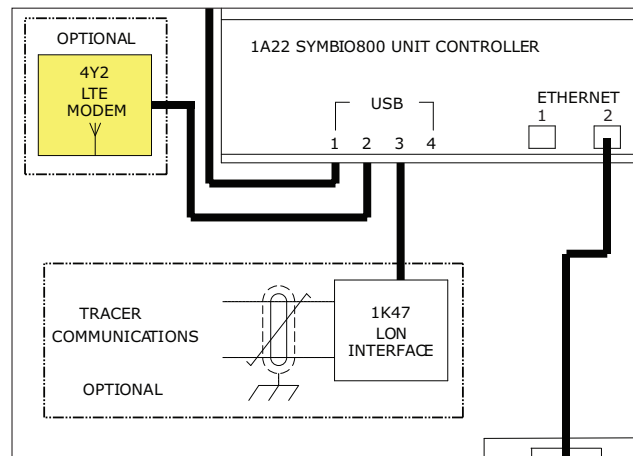 OPTIONAL
4Y2
LTE
MODEM
1A22 SYMBIO800 UNIT CONTROLLER
USB
1 2 3 4
ETHERNET
1 2
TRACER
COMMUNICATIONS
OPTIONAL
1K47
LON
INTERFACE